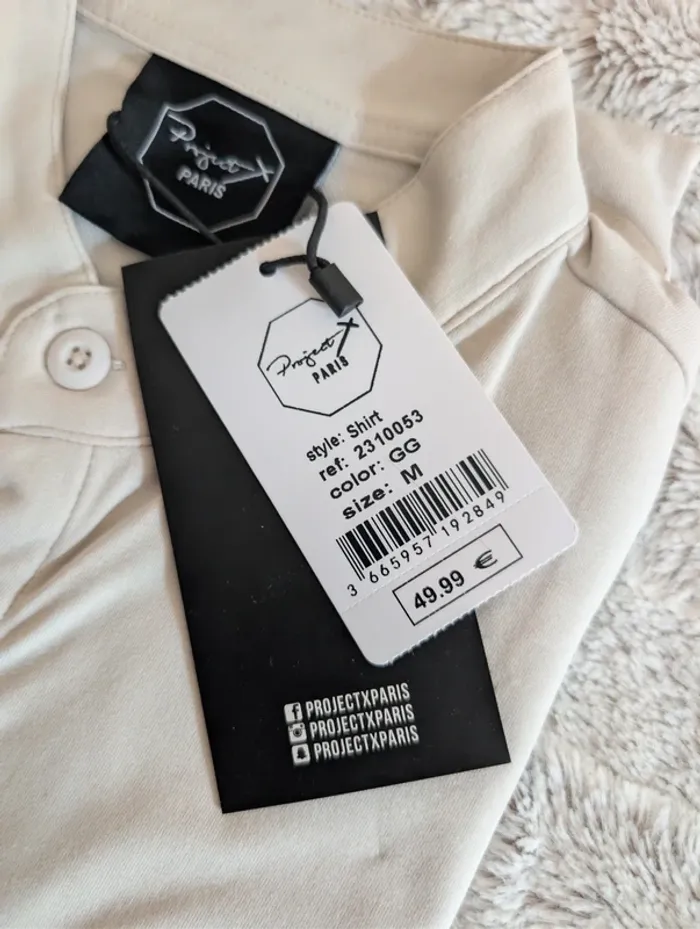 Project X
PARIS
Project X
PARIS
style: Shirt
ref: 2310053
color: GG
size: M
3 665957 192849
49.99 €
PROJECTXPARIS
PROJECTXPARIS
PROJECTXPARIS